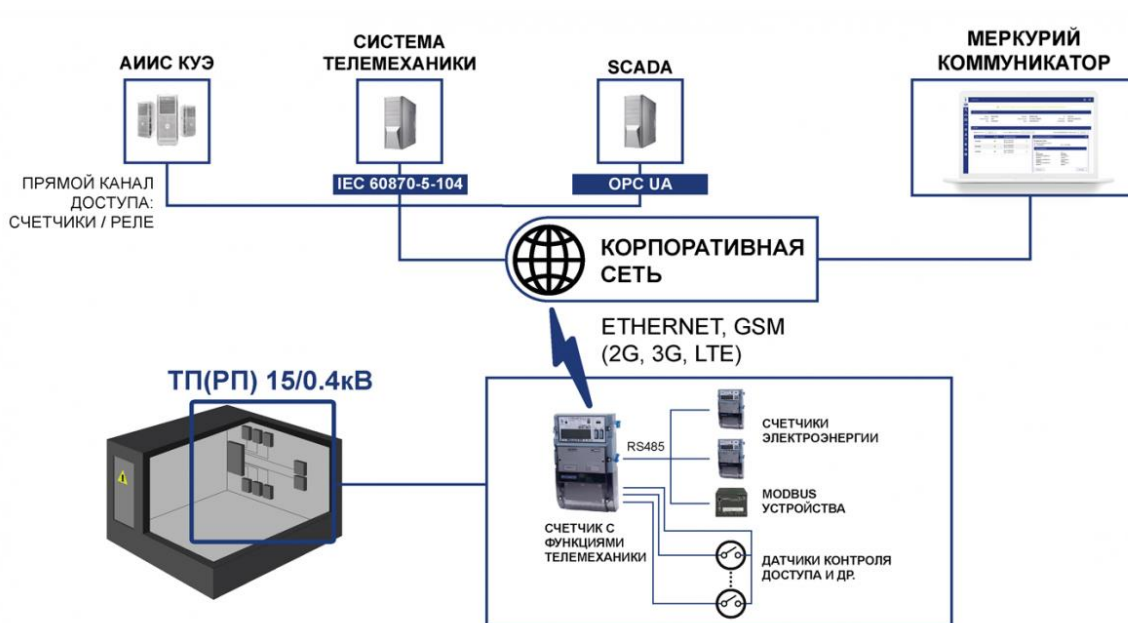 АИИС КУЭ
СИСТЕМА
ТЕЛЕМЕХАНИКИ
SCADA
МЕРКУРИЙ
КОММУНИКАТОР
ПРЯМОЙ КАНАЛ
ДОСТУПА:
СЧЕТЧИКИ / РЕЛЕ
IEC 60870-5-104
OPC UA
КОРПОРАТИВНАЯ
СЕТЬ
ETHERNET, GSM
(2G, 3G, LTE)
ТП(РП) 15/0.4кВ
RS485
СЧЕТЧИКИ
ЭЛЕКТРОЭНЕРГИИ
MODBUS
УСТРОЙСТВА
СЧЕТЧИК С
ФУНКЦИЯМИ
ТЕЛЕМЕХАНИКИ
ДАТЧИКИ КОНТРОЛЯ
ДОСТУПА И ДР.